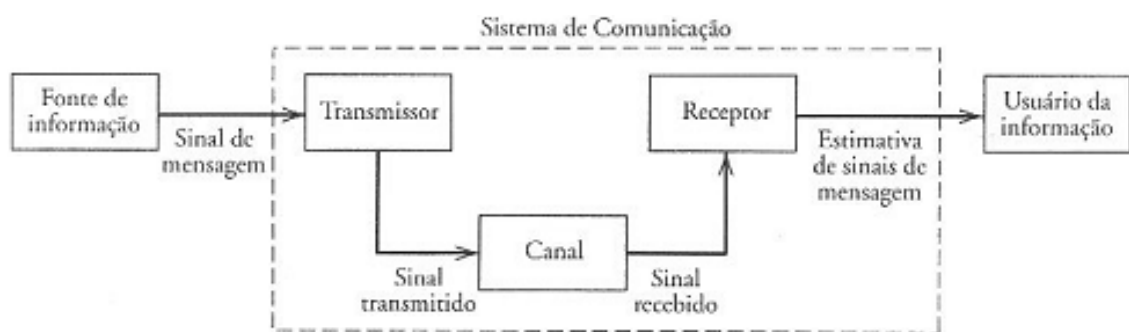 Sistema de Comunicação
Fonte de
informação
Sinal de
mensagem
Transmissor
Sinal
transmitido
Canal
Sinal
recebido
Receptor
Estimativa
de sinais de
mensagem
Usuário da
informação